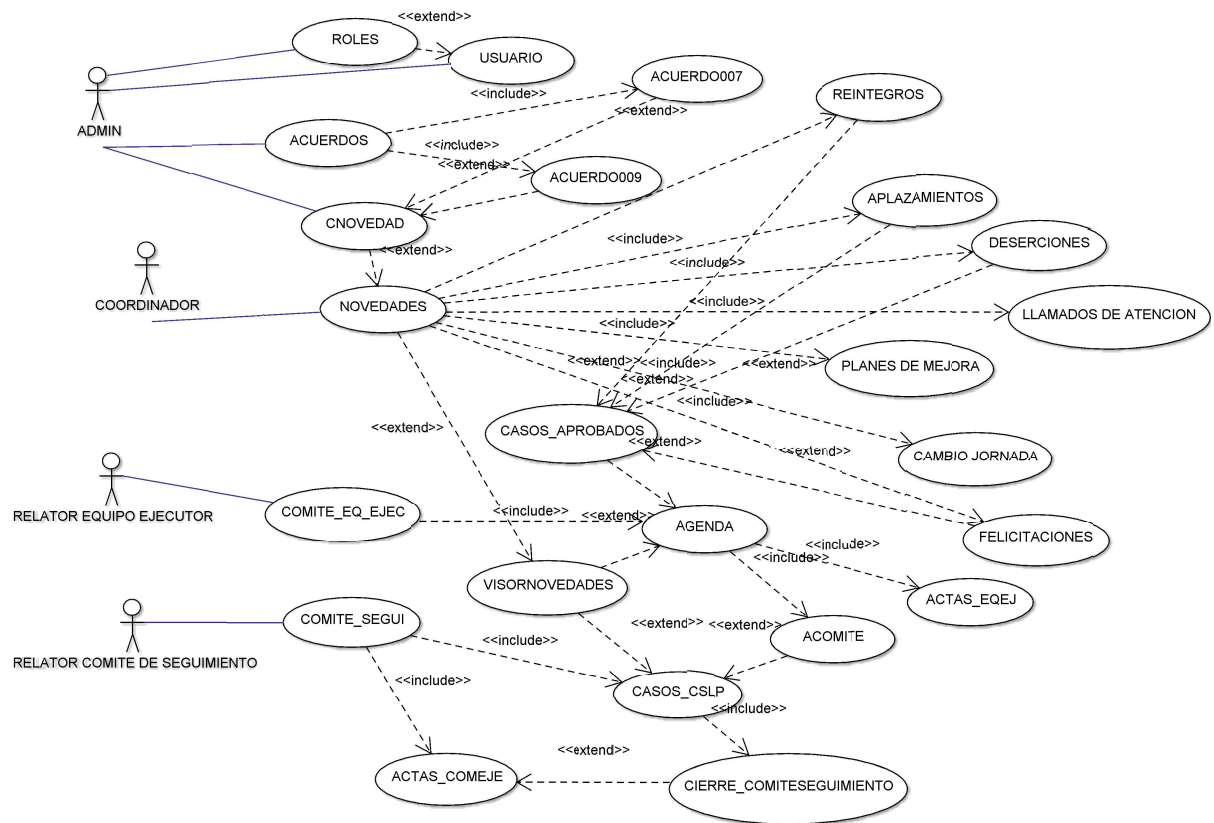 <<extend>>
ROLES
USUARIO
ACUERDO007
REINTEGROS
<<include>>
<<extend>>
ADMIN
ACUERDOS
<<include>>
<<extend>>
ACUERDO009
APLAZAMIENTOS
CNOVEDAD
<<extend>>
<<include>>
DESERCIONES
<<include>>
COORDINADOR
NOVEDADES
<<include>>
LLAMADOS DE ATENCION
<<include>>
<<extend>>
<<include>>
<<extend>>
PLANES DE MEJORA
<<extend>>
<<include>>
<<extend>>
CASOS_APROBADOS
<<extend>>
<<extend>>
CAMBIO JORNADA
RELATOR EQUIPO EJECUTOR
COMITE_EQ_EJEC
<<include>>
<<extend>>
AGENDA
FELICITACIONES
<<include>>
<<include>>
VISORNOVEDADES
ACTAS_EQEJ
COMITE_SEGUI
<<extend>>
<<extend>>
ACOMITE
<<include>>
RELATOR COMITE DE SEGUIMIENTO
<<include>>
CASOS_CSLP
<<include>>
<<extend>>
ACTAS_COMEJE
CIERRE_COMITESEGUIMIENTO